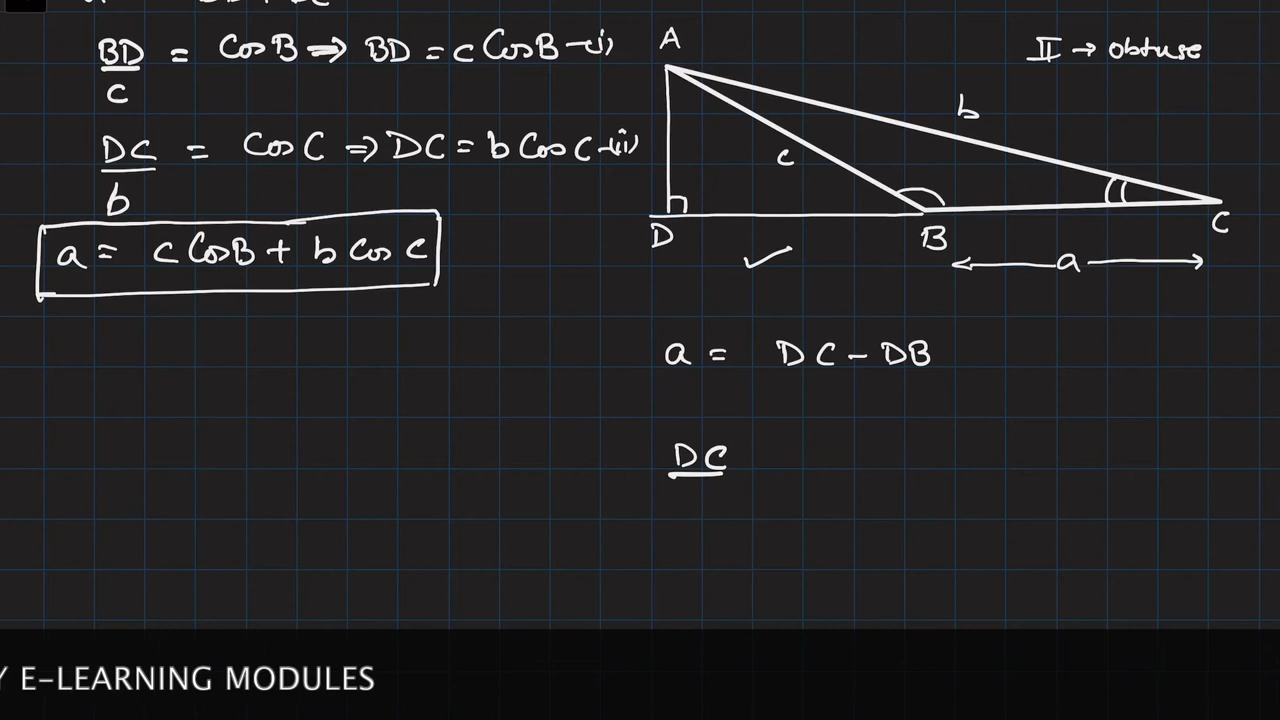 BD/c = Cos B ⇒ BD = c Cos B –(i)
DC/b = Cos C ⇒ DC = b Cos C –(ii)
a = c Cos B + b Cos C
II → obtuse
A
b
c
D
B
C
a
a = DC – DB
DC
Y E-LEARNING MODULES